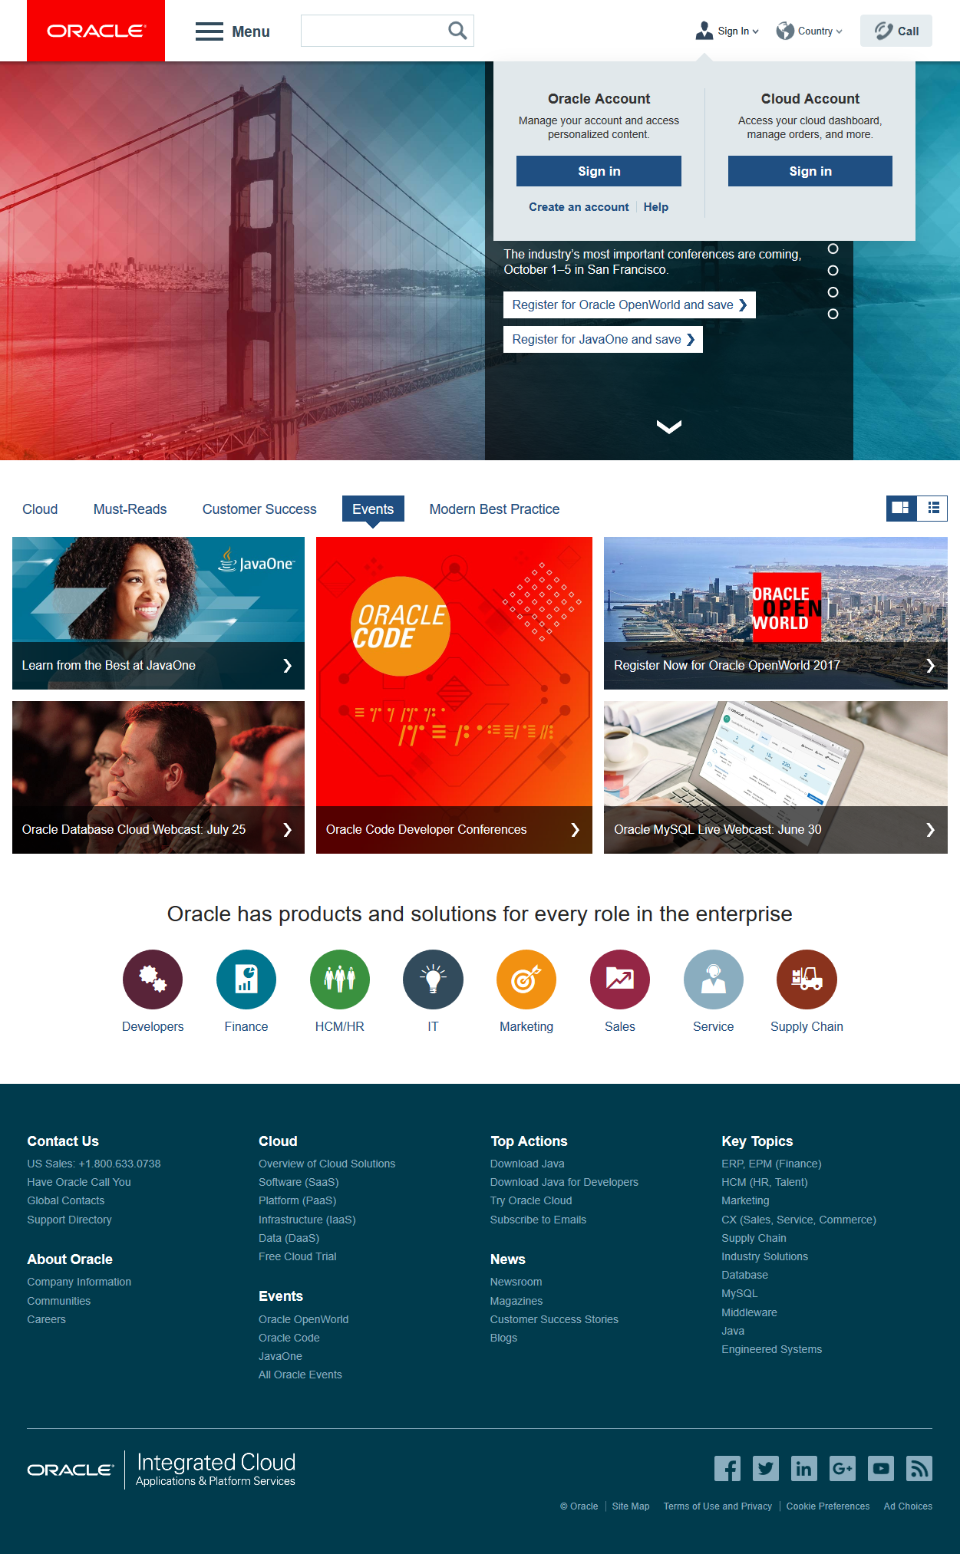 ORACLE
Menu
Sign In
Country
Call
Oracle Account
Manage your account and access
personalized content.
Sign in
Create an account
Help
Cloud Account
Access your cloud dashboard,
manage orders, and more.
Sign in
The industry's most important conferences are coming,
October 1–5 in San Francisco.
Register for Oracle OpenWorld and save
Register for JavaOne and save
Cloud
Must-Reads
Customer Success
Events
Modern Best Practice
JavaOne
Learn from the Best at JavaOne
ORACLE
CODE
ORACLE
OPEN
WORLD
Register Now for Oracle OpenWorld 2017
Oracle Database Cloud Webcast: July 25
Oracle Code Developer Conferences
Oracle MySQL Live Webcast: June 30
Oracle has products and solutions for every role in the enterprise
Developers
Finance
HCM/HR
IT
Marketing
Sales
Service
Supply Chain
Contact Us
US Sales: +1.800.633.0738
Have Oracle Call You
Global Contacts
Support Directory
About Oracle
Company Information
Communities
Careers
Cloud
Overview of Cloud Solutions
Software (SaaS)
Platform (PaaS)
Infrastructure (IaaS)
Data (DaaS)
Free Cloud Trial
Events
Oracle OpenWorld
Oracle Code
JavaOne
All Oracle Events
Top Actions
Download Java
Download Java for Developers
Try Oracle Cloud
Subscribe to Emails
News
Newsroom
Magazines
Customer Success Stories
Blogs
Key Topics
ERP, EPM (Finance)
HCM (HR, Talent)
Marketing
CX (Sales, Service, Commerce)
Supply Chain
Industry Solutions
Database
MySQL
Middleware
Java
Engineered Systems
ORACLE
Integrated Cloud
Applications & Platform Services
© Oracle
Site Map
Terms of Use and Privacy
Cookie Preferences
Ad Choices